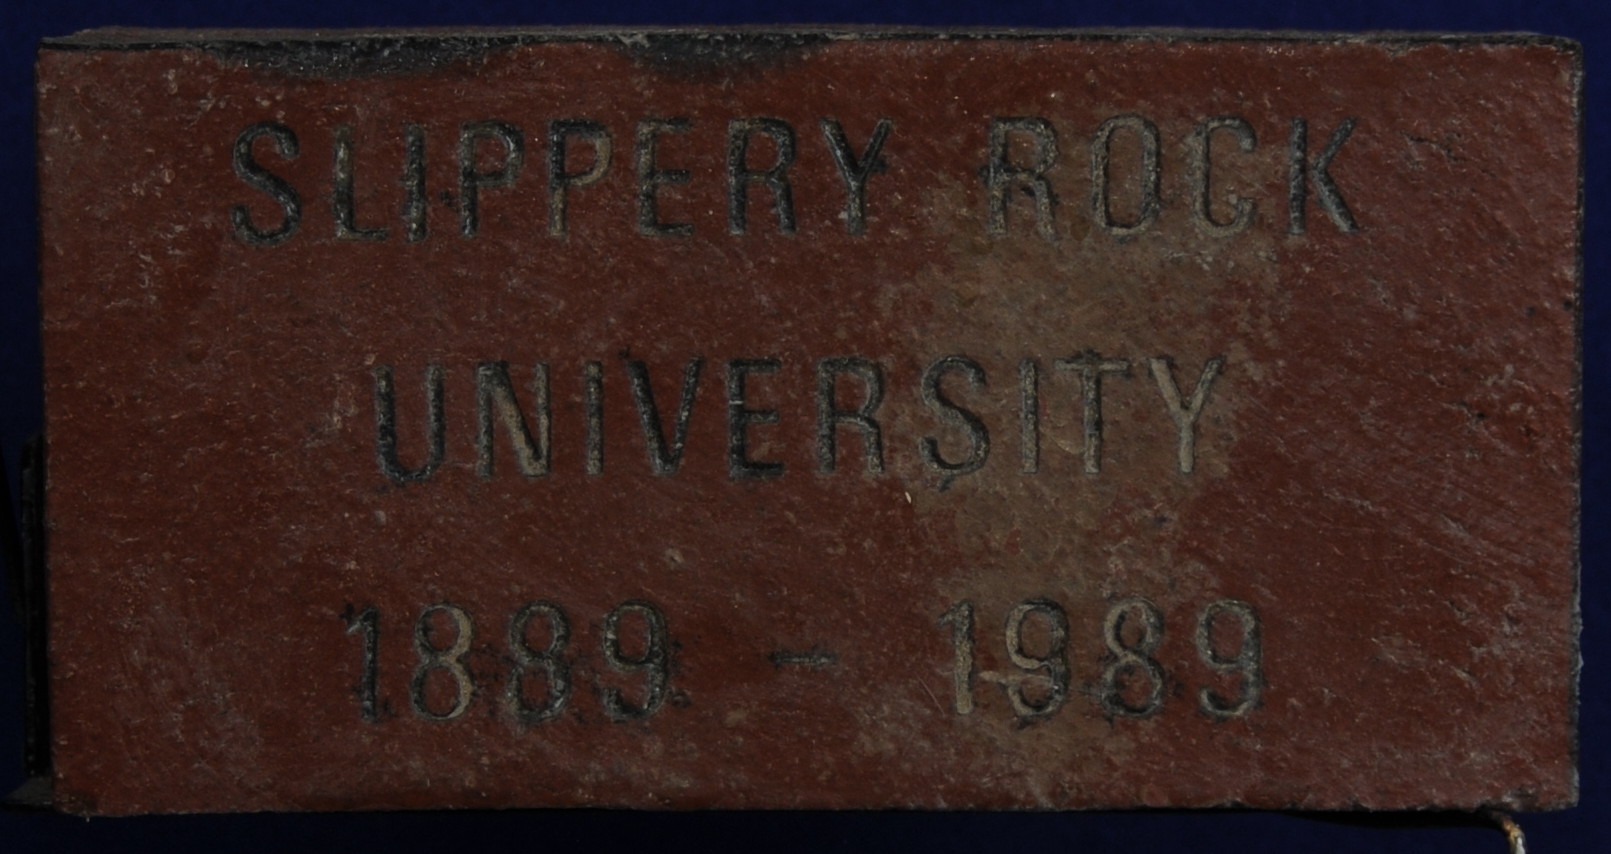 SLIPPERY ROCK
UNIVERSITY
1889 - 1989